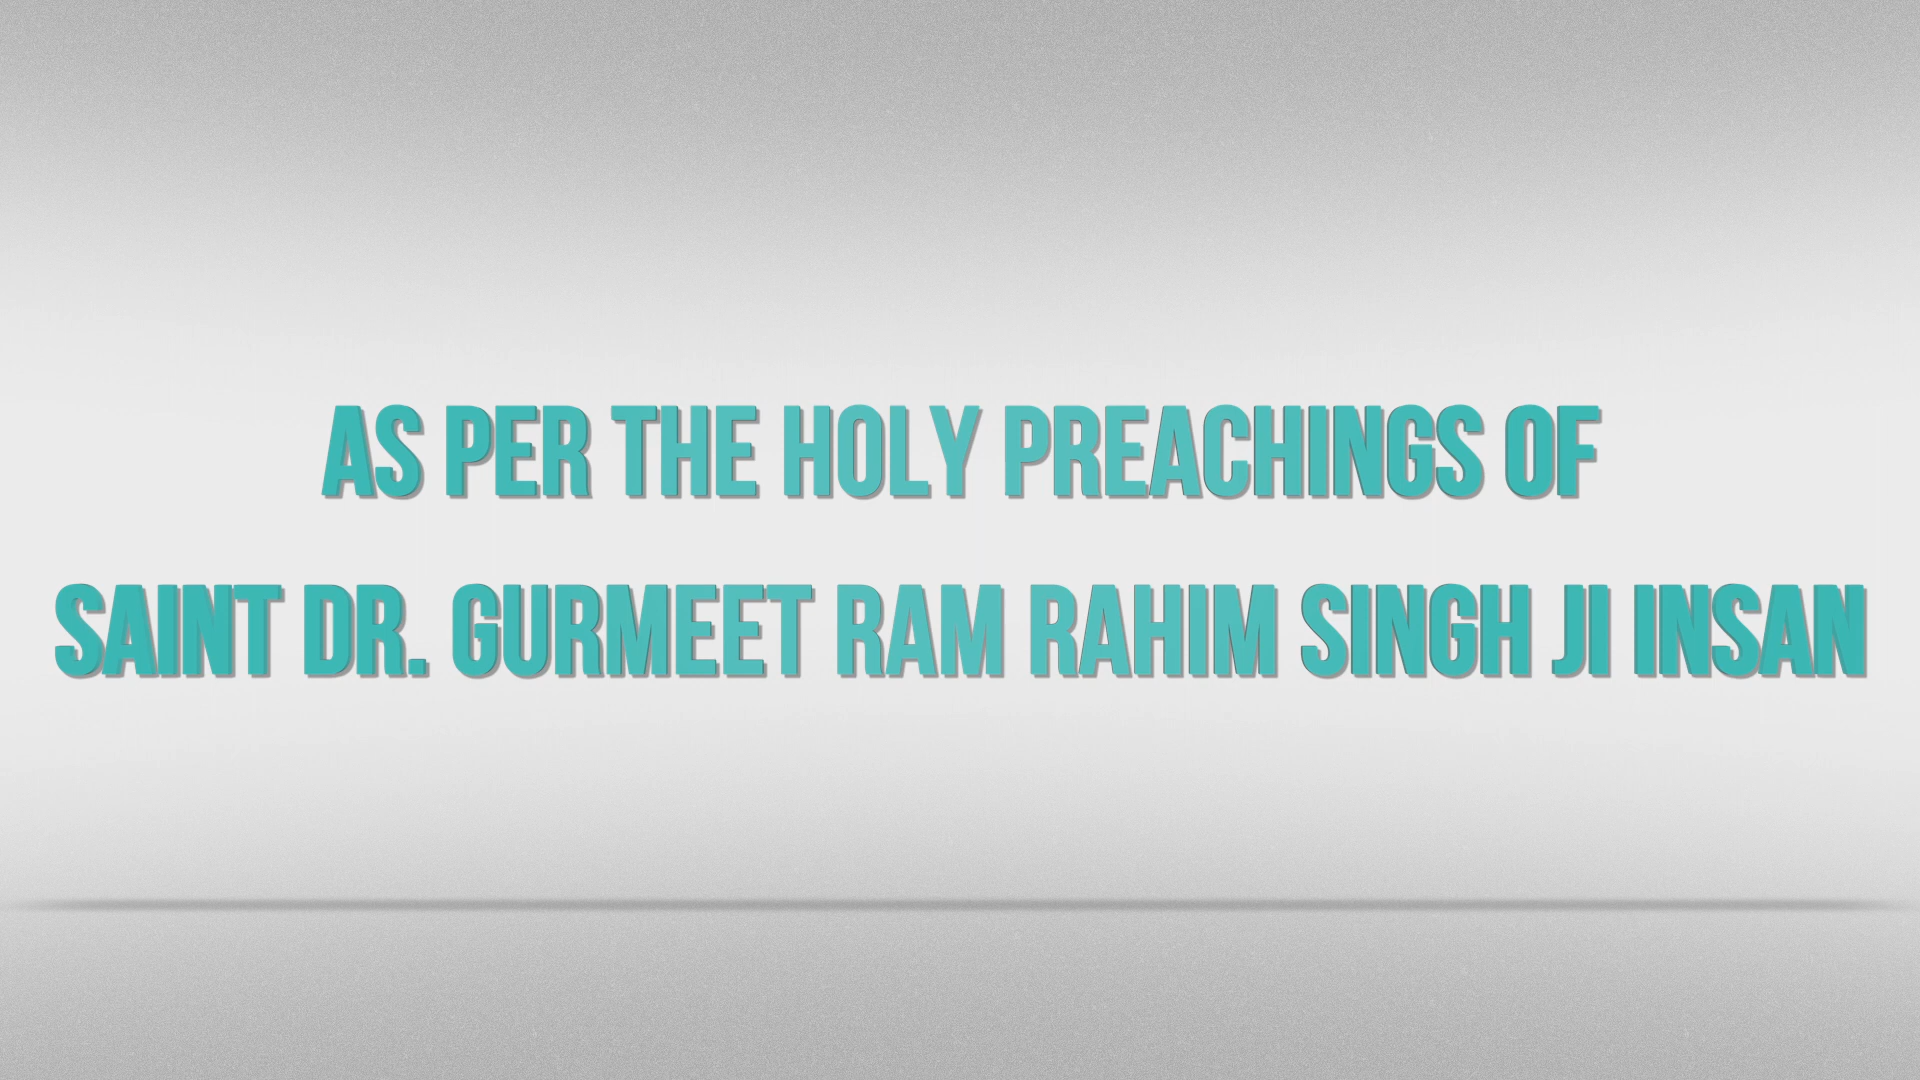 AS PER THE HOLY PREACHINGS OF
SAINT DR. GURMEET RAM RAHIM SINGH JI INSAN